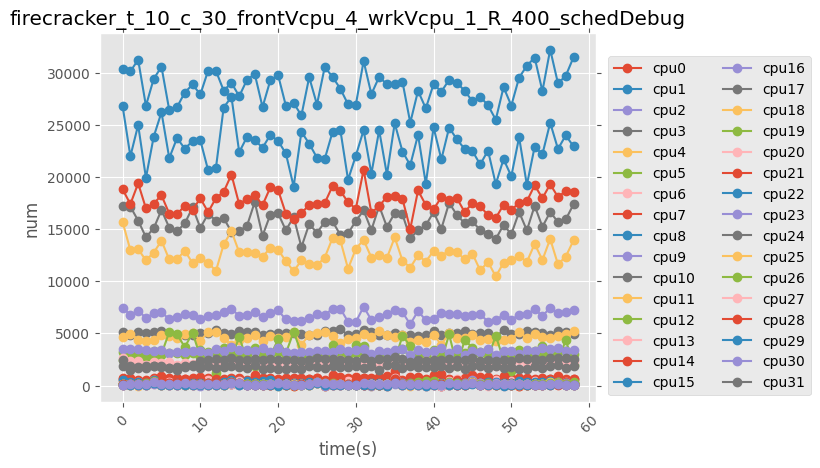 firecracker_t_10_c_30_frontVcpu_4_wrkVcpu_1_R_400_schedDebug
num
30000
25000
20000
15000
10000
5000
0
0 10 20 30 40 50 60
time(s)
cpu0 cpu16
cpu1 cpu17
cpu2 cpu18
cpu3 cpu19
cpu4 cpu20
cpu5 cpu21
cpu6 cpu22
cpu7 cpu23
cpu8 cpu24
cpu9 cpu25
cpu10 cpu26
cpu11 cpu27
cpu12 cpu28
cpu13 cpu29
cpu14 cpu30
cpu15 cpu31